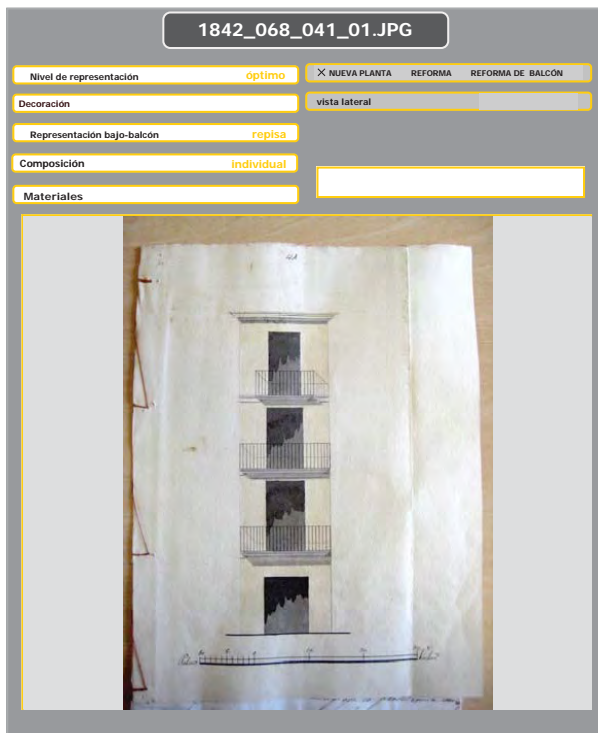 1842_068_041_01.JPG
Nivel de representación óptimo
× NUEVA PLANTA REFORMA REFORMA DE BALCÓN
Decoración
vista lateral
Representación bajo-balcón repisa
Composición individual
Materiales